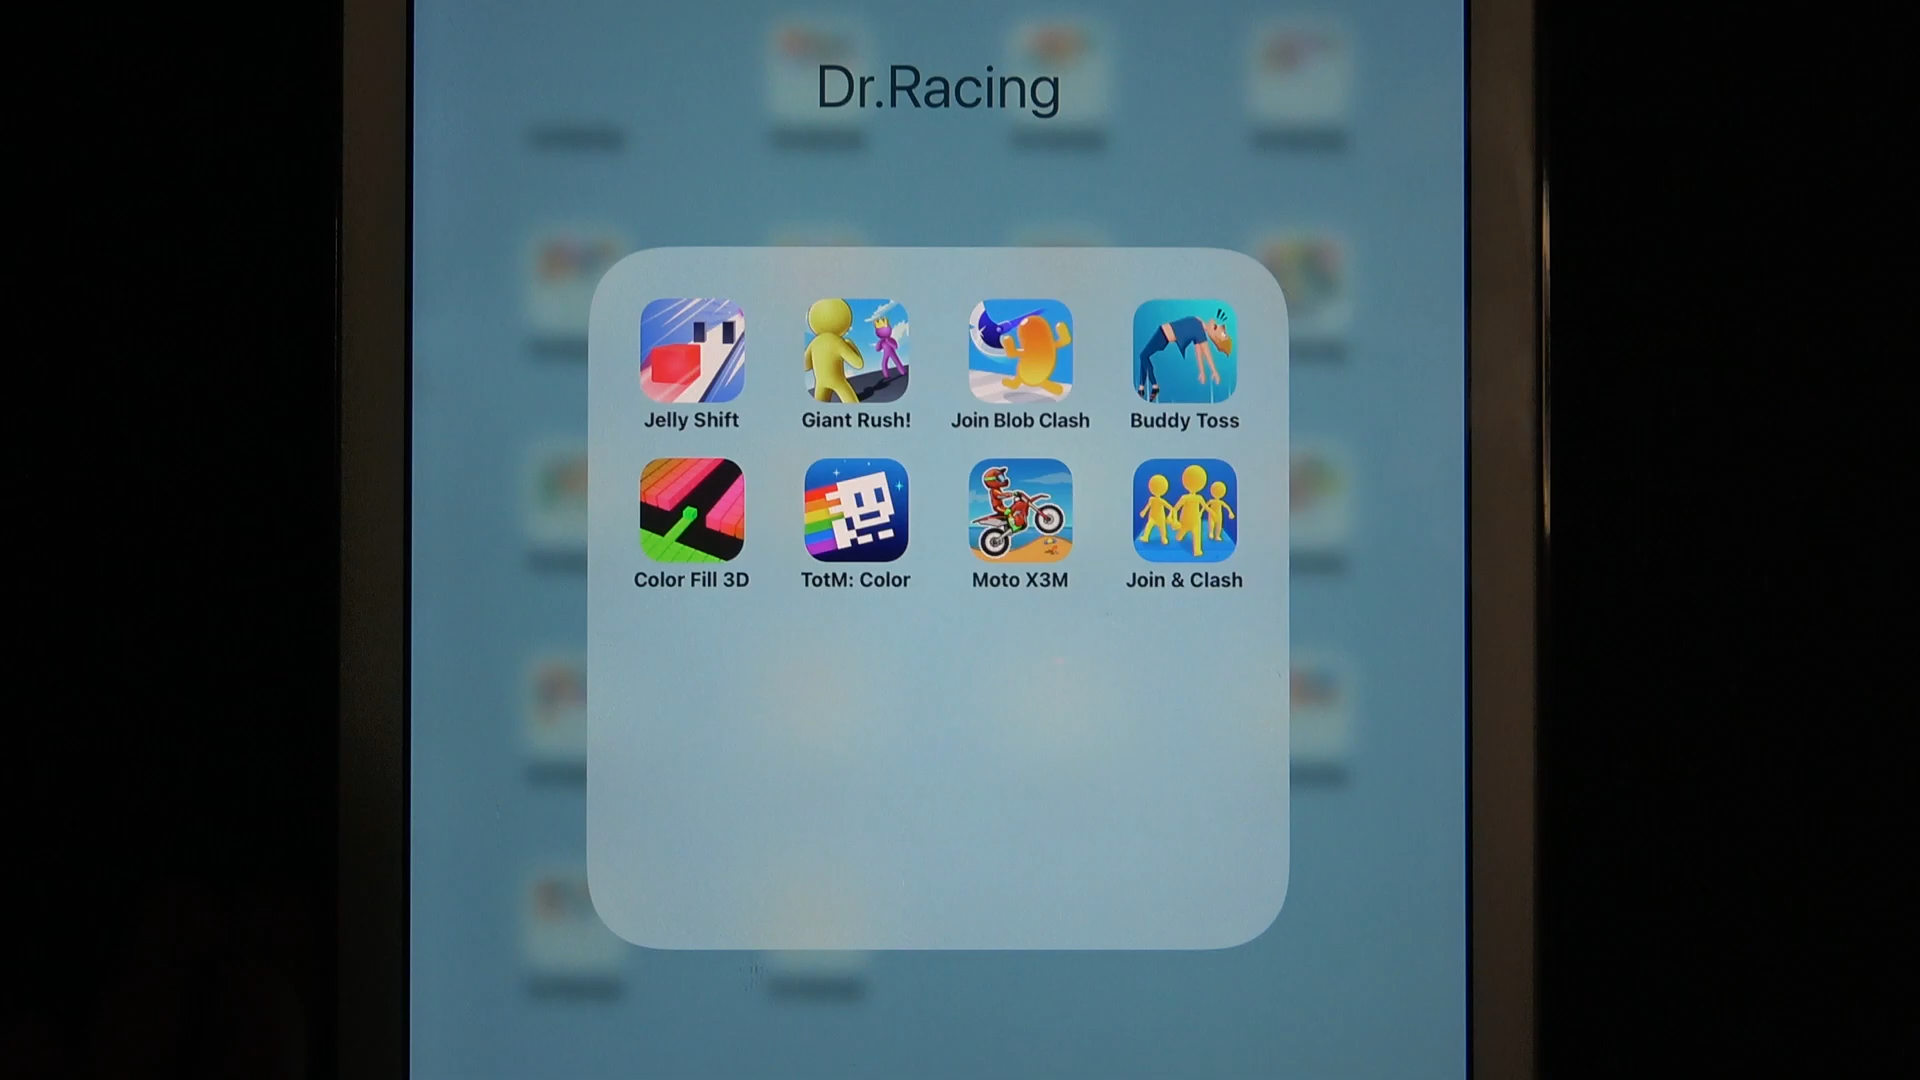 Dr.Racing
Jelly Shift
Giant Rush!
Join Blob Clash
Buddy Toss
Color Fill 3D
TotM: Color
Moto X3M
Join & Clash